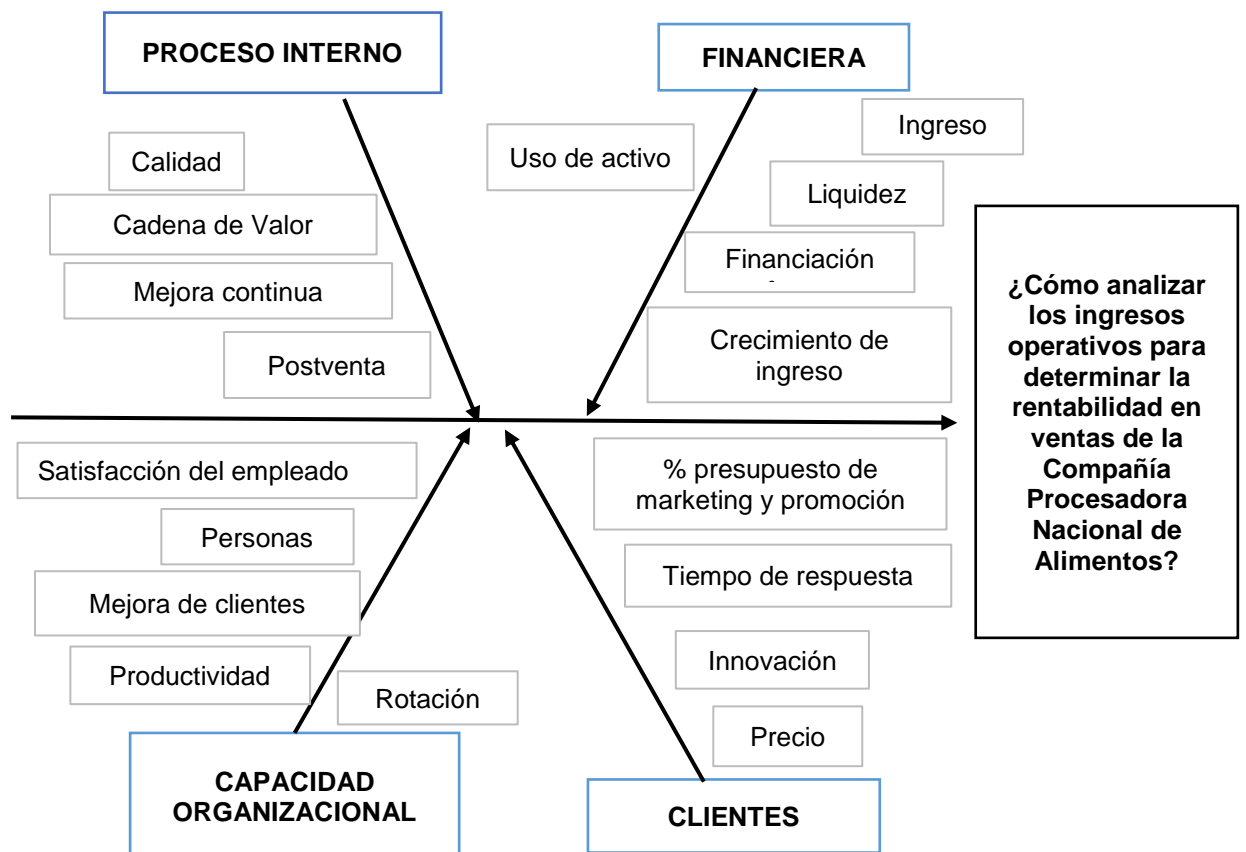 PROCESO INTERNO
FINANCIERA
Ingreso
Uso de activo
Calidad
Liquidez
Cadena de Valor
Financiación
Mejora continua
Crecimiento de
ingreso
Postventa
¿Cómo analizar
los ingresos
operativos para
determinar la
rentabilidad en
ventas de la
Compañía
Procesadora
Nacional de
Alimentos?
Satisfacción del empleado
% presupuesto de
marketing y promoción
Personas
Tiempo de respuesta
Mejora de clientes
Innovación
Productividad
Rotación
Precio
CAPACIDAD
ORGANIZACIONAL
CLIENTES